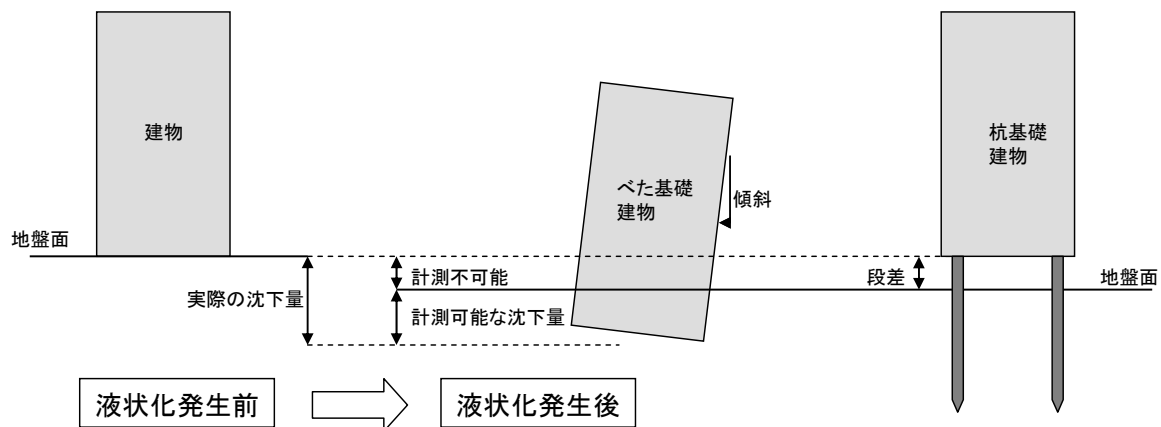 建物
地盤面
実際の沈下量
計測不可能
計測可能な沈下量
べた基礎
建物
傾斜
杭基礎
建物
段差
地盤面
液状化発生前
液状化発生後